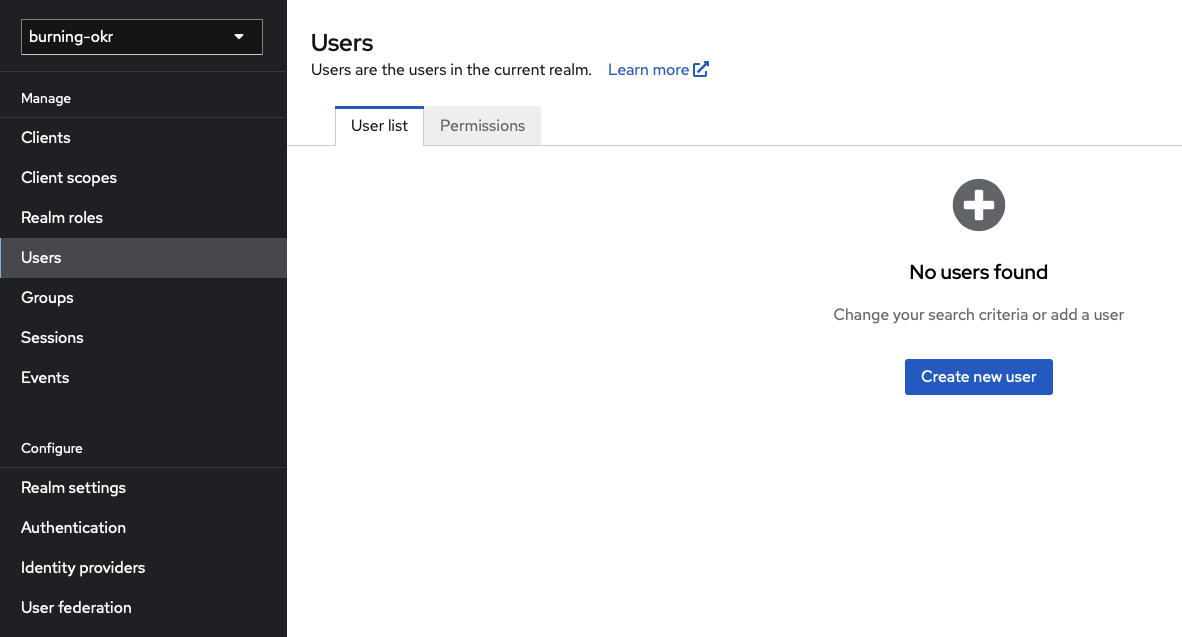 burning-okr
Manage
Clients
Client scopes
Realm roles
Users
Groups
Sessions
Events
Configure
Realm settings
Authentication
Identity providers
User federation
Users
Users are the users in the current realm. Learn more
User list Permissions
No users found
Change your search criteria or add a user
Create new user